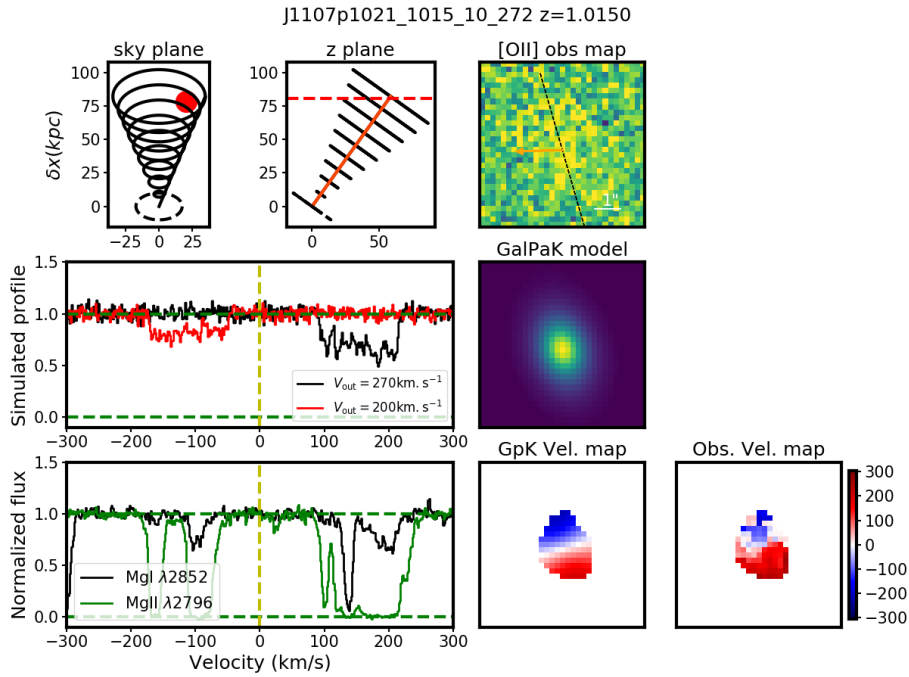 J1107p1021_1015_10_272 z=1.0150
sky plane
z plane
[OII] obs map
δx(kpc)
100
75
50
25
0
−25 0 25
100
75
50
25
0
0 50
1"
Simulated profile
1.5
1.0
0.5
0.0
V_out = 270km.s⁻¹
V_out = 200km.s⁻¹
−300 −200 −100 0 100 200 300
GalPaK model
Normalized flux
1.5
1.0
0.5
0.0
MgI λ2852
MgII λ2796
−300 −200 −100 0 100 200 300
Velocity (km/s)
GpK Vel. map
Obs. Vel. map
300
200
100
0
−100
−200
−300